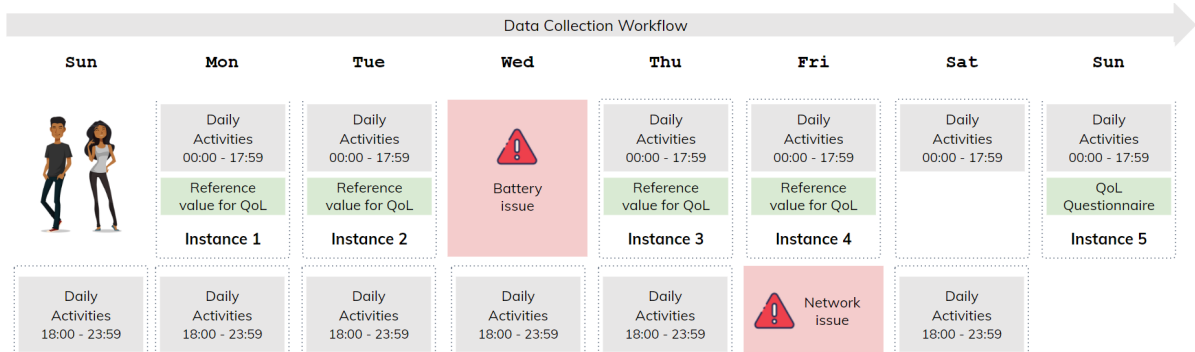 Data Collection Workflow
Sun Mon Tue Wed Thu Fri Sat Sun
Daily
Activities
00:00 - 17:59
Reference
value for QoL
Instance 1
Daily
Activities
00:00 - 17:59
Reference
value for QoL
Instance 2
Battery
issue
Daily
Activities
00:00 - 17:59
Reference
value for QoL
Instance 3
Daily
Activities
00:00 - 17:59
Reference
value for QoL
Instance 4
Daily
Activities
00:00 - 17:59
Daily
Activities
00:00 - 17:59
QoL
Questionnaire
Instance 5
Daily
Activities
18:00 - 23:59
Daily
Activities
18:00 - 23:59
Daily
Activities
18:00 - 23:59
Daily
Activities
18:00 - 23:59
Daily
Activities
18:00 - 23:59
Network
issue
Daily
Activities
18:00 - 23:59